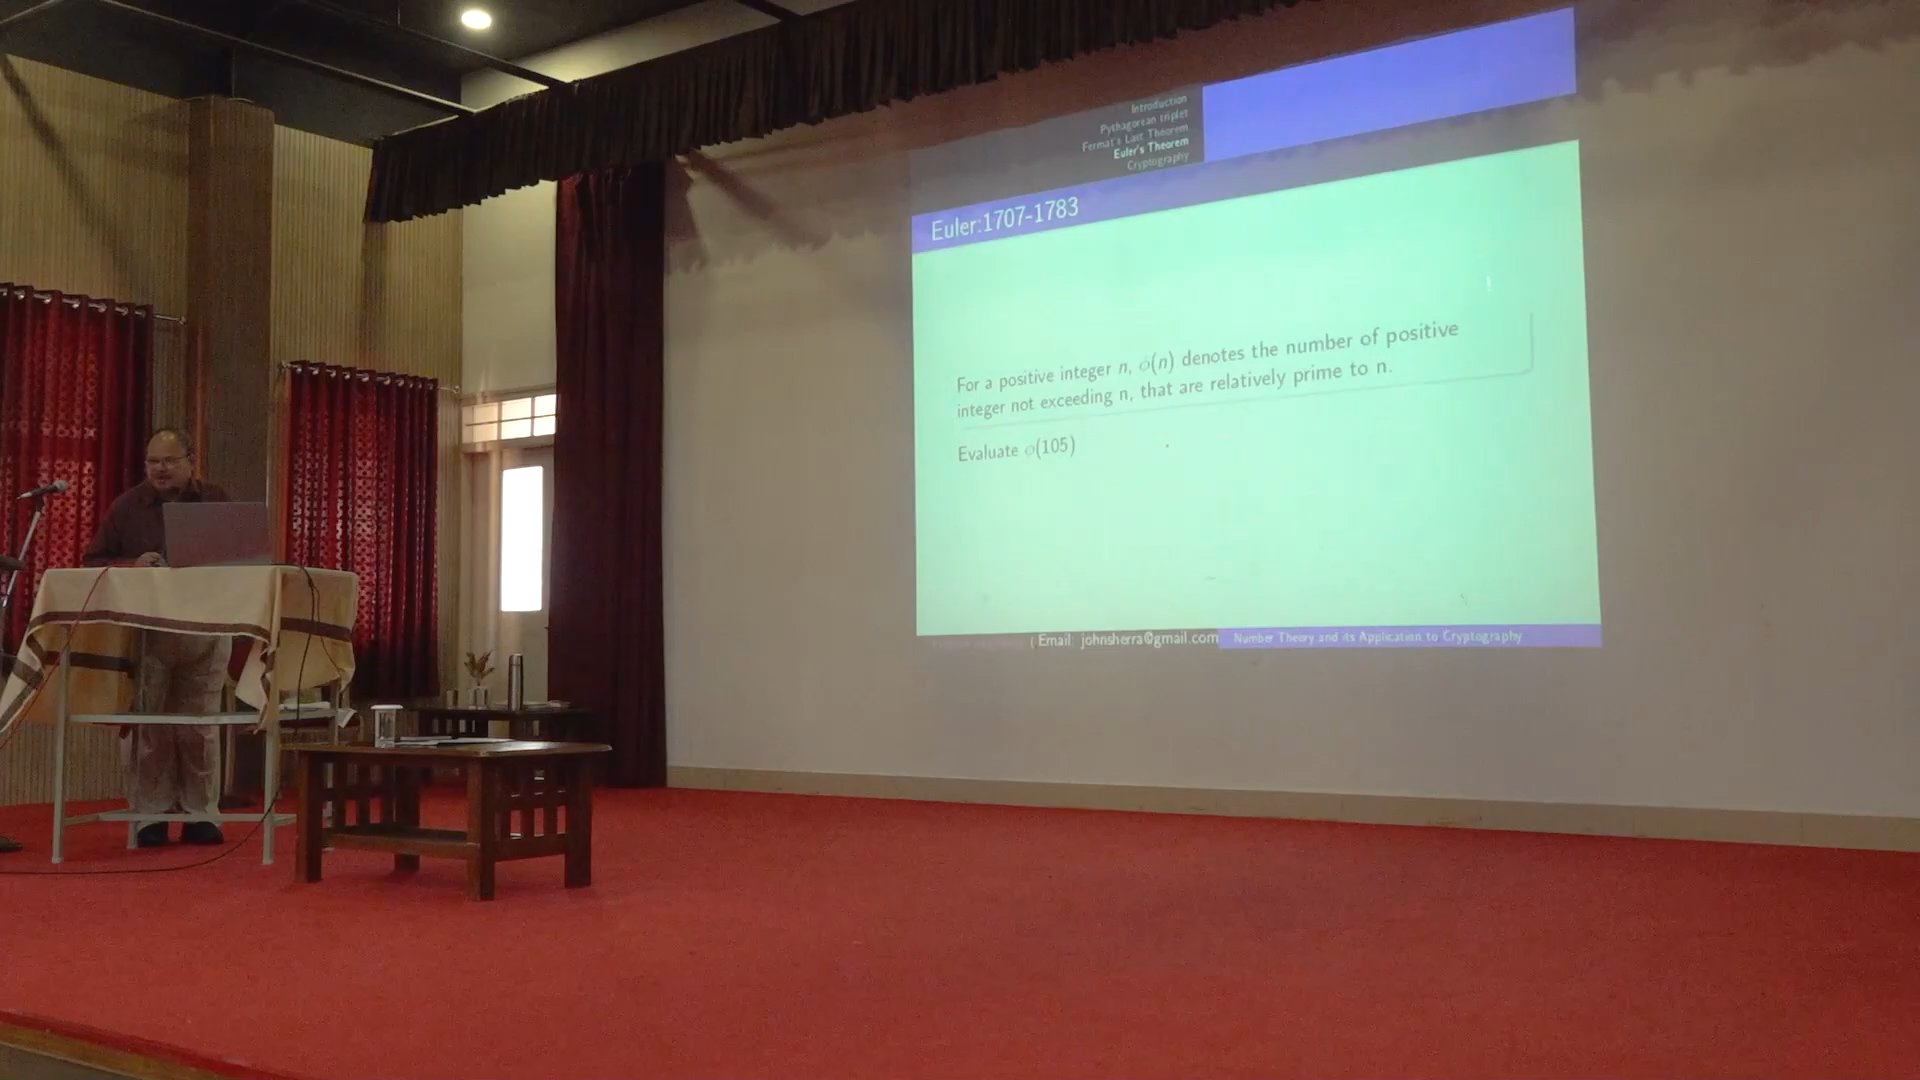 Introduction
Pythagorean triplet
Fermat's Last Theorem
Euler's Theorem
Cryptography
Euler:1707-1783
For a positive integer n, ϕ(n) denotes the number of positive
integer not exceeding n, that are relatively prime to n.
Evaluate ϕ(105)
( Email: johnsherra@gmail.com
Number Theory and its Application to Cryptography